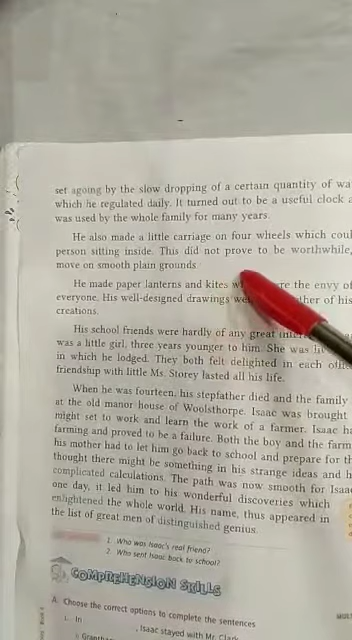 set agoing by the slow dropping of a certain quantity of wa
which he regulated daily. It turned out to be a useful clock a
was used by the whole family for many years.
He also made a little carriage on four wheels which coul
person sitting inside. This did not prove to be worthwhile,
move on smooth plain grounds.
He made paper lanterns and kites w re the envy of
everyone. His well-designed drawings we ther of his
creations.
His school friends were hardly of any great
was a little girl, three years younger to him. She was
in which he lodged. They both felt delighted in each othe
friendship with little Ms. Storey lasted all his life.
When he was fourteen, his stepfather died and the family
at the old manor house of Woolsthorpe. Isaac was brought
might set to work and learn the work of a farmer. Isaac ha
farming and proved to be a failure. Both the boy and the farm
his mother had to let him go back to school and prepare for th
thought there might be something in his strange ideas and h
complicated calculations. The path was now smooth for Isaac
one day, it led him to his wonderful discoveries which
enlightened the whole world. His name, thus appeared in
the list of great men of distinguished genius.
1. Who was Isaac's real friend?
2. Who sent Isaac back to school?
COMPREHENSION SKILLS
A. Choose the correct options to complete the sentences
i. In , Isaac stayed with Mr. Clark